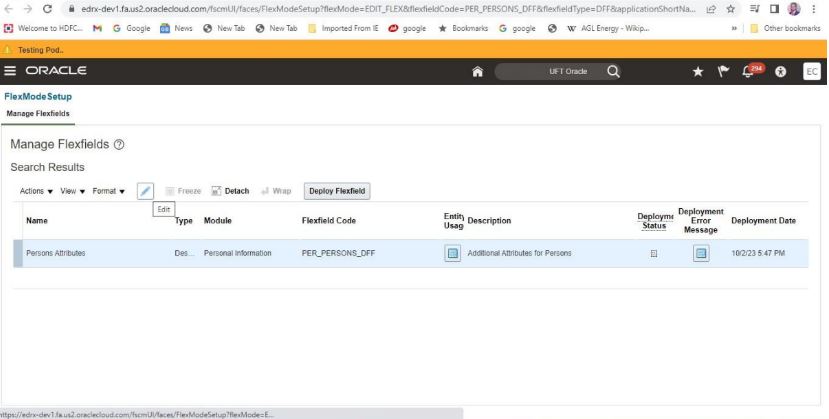 edrx-dev1.fa.us2.oraclecloud.com/fscmUI/faces/FlexModeSetup?flexMode=EDIT_FLEX&flexfieldCode=PER_PERSONS_DFF&flexfieldType=DFF&applicationShortNa...
Welcome to HDFC... Google News New Tab New Tab Imported From IE google Bookmarks google W AGL Energy - Wikip... » Other bookmarks
Testing Pod..
ORACLE UFT Oracle 294 EC
FlexModeSetup
Manage Flexfields
Manage Flexfields
Search Results
Actions View Format Freeze Detach Wrap Deploy Flexfield
Edit
Name Type Module Flexfield Code Entity Usag Description Deployme Status Deployment Error Message Deployment Date
Persons Attributes Des... Personal Information PER_PERSONS_DFF Additional Attributes for Persons 10/2/23 5:47 PM
https://edrx-dev1.fa.us2.oraclecloud.com/fscmUI/faces/FlexModeSetup?flexMode=E...